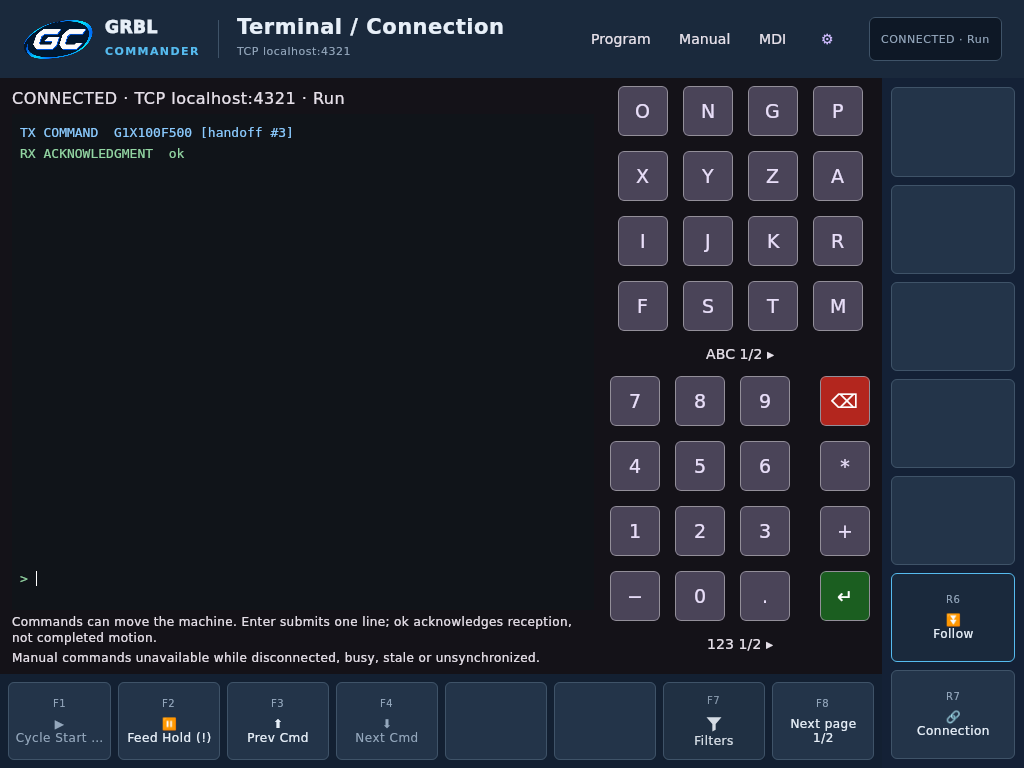 GC
GRBL
COMMANDER
Terminal / Connection
TCP localhost:4321
Program
Manual
MDI
⚙
CONNECTED · Run
CONNECTED · TCP localhost:4321 · Run
TX COMMAND  G1X100F500 [handoff #3]
RX ACKNOWLEDGMENT  ok
>
Commands can move the machine. Enter submits one line; ok acknowledges reception,
not completed motion.
Manual commands unavailable while disconnected, busy, stale or unsynchronized.
O N G P
X Y Z A
I J K R
F S T M
ABC 1/2 ▸
7 8 9 ⌫
4 5 6 *
1 2 3 +
− 0 . ↵
123 1/2 ▸
R6
⏬
Follow
R7
🔗
Connection
F1
▶
Cycle Start ...
F2
⏸
Feed Hold (!)
F3
⬆
Prev Cmd
F4
⬇
Next Cmd
F7
Filters
F8
Next page
1/2